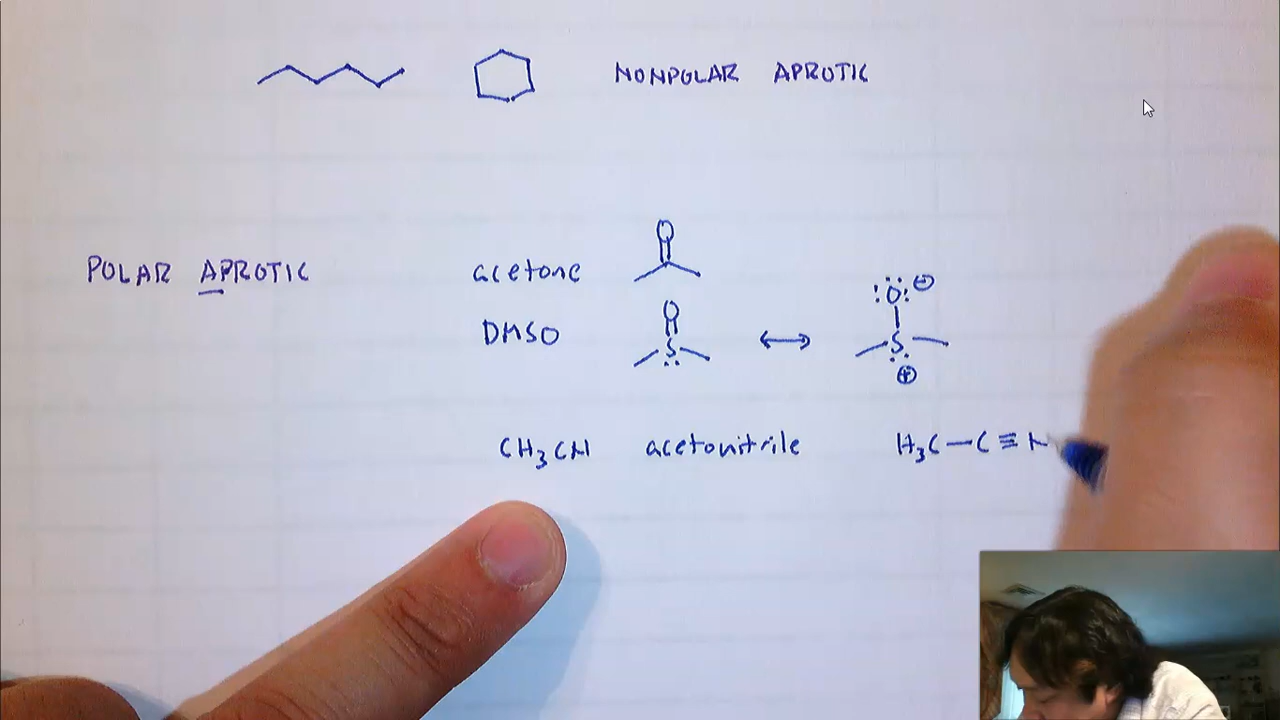 NONPOLAR APROTIC
POLAR APROTIC
acetone
O
DMSO
O
S
:Ö:⊖
S
⊕
CH3CN acetonitrile H3C-C≡N